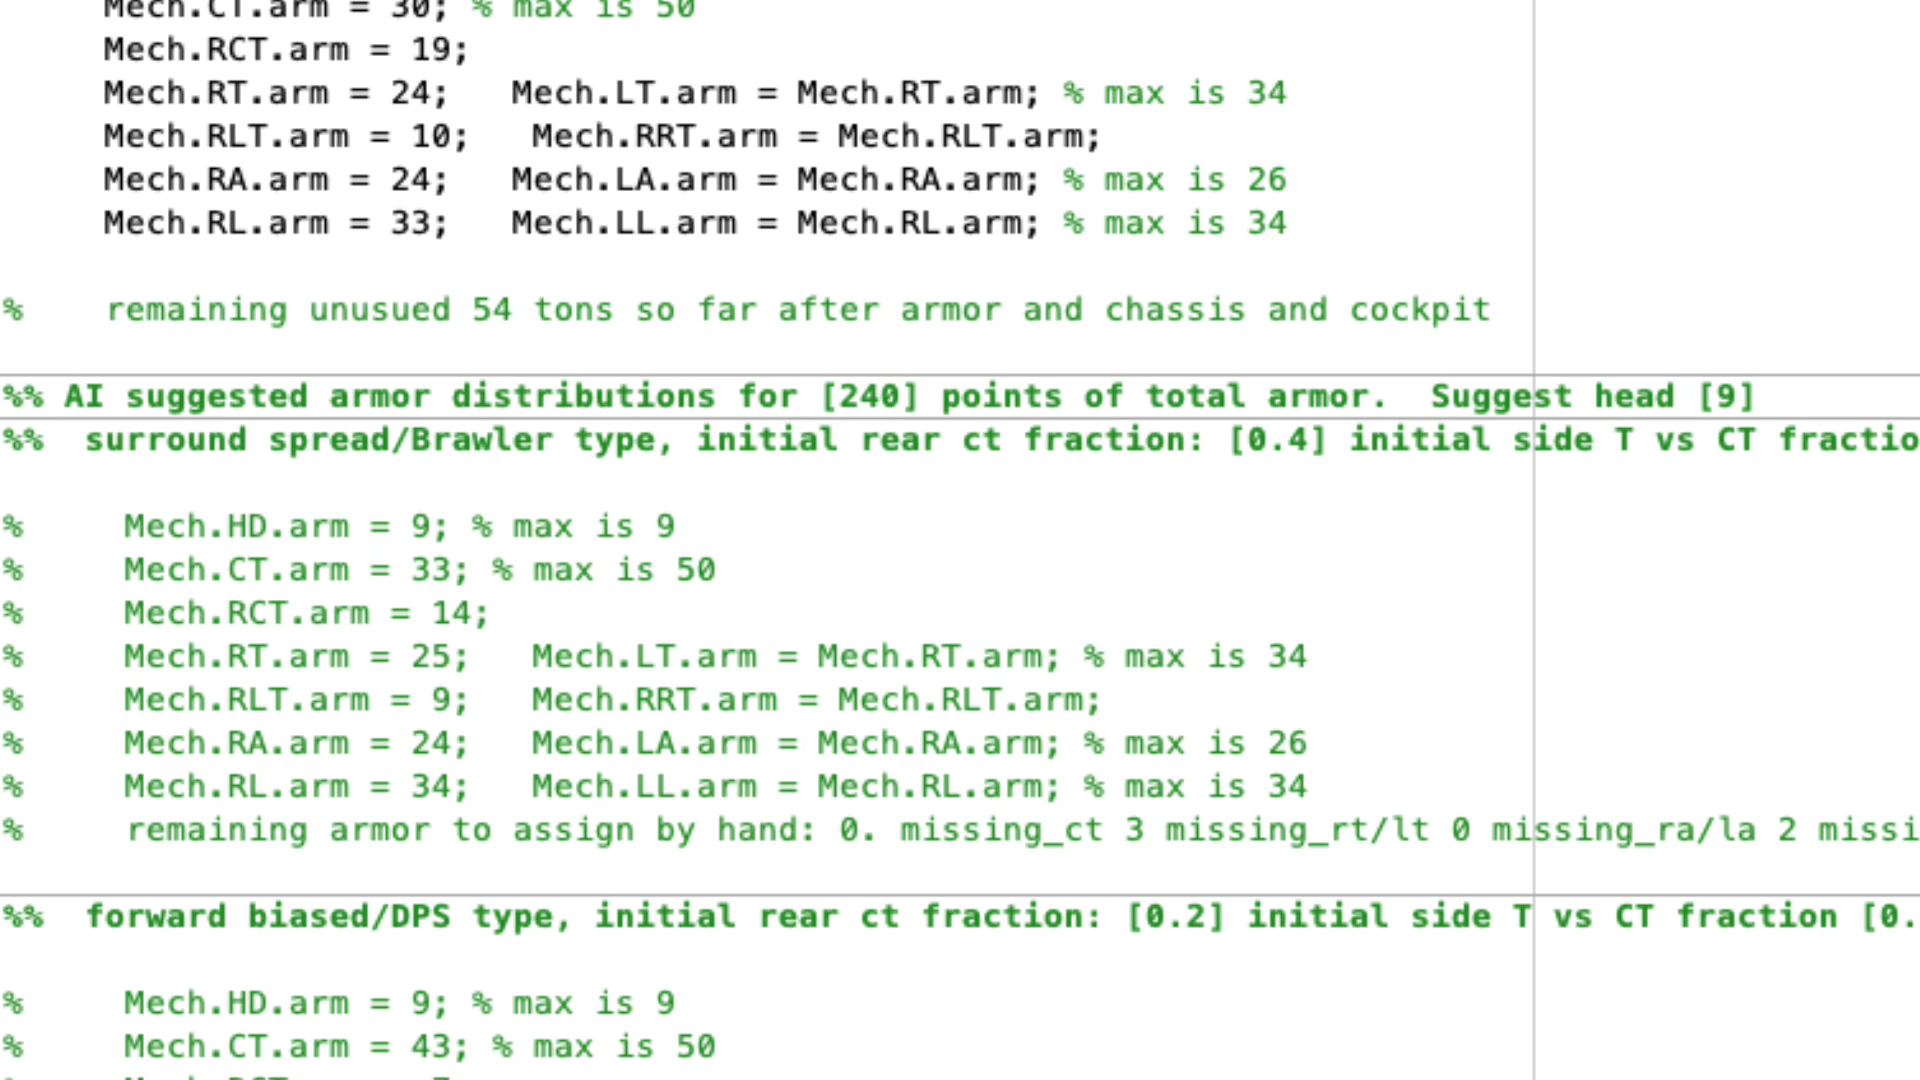 Mech.CT.arm = 30; % max is 50
Mech.RCT.arm = 19;
Mech.RT.arm = 24;   Mech.LT.arm = Mech.RT.arm; % max is 34
Mech.RLT.arm = 10;   Mech.RRT.arm = Mech.RLT.arm;
Mech.RA.arm = 24;   Mech.LA.arm = Mech.RA.arm; % max is 26
Mech.RL.arm = 33;   Mech.LL.arm = Mech.RL.arm; % max is 34
%    remaining unusued 54 tons so far after armor and chassis and cockpit
%% AI suggested armor distributions for [240] points of total armor.  Suggest head [9]
%%  surround spread/Brawler type, initial rear ct fraction: [0.4] initial side T vs CT fractio
%     Mech.HD.arm = 9; % max is 9
%     Mech.CT.arm = 33; % max is 50
%     Mech.RCT.arm = 14;
%     Mech.RT.arm = 25;   Mech.LT.arm = Mech.RT.arm; % max is 34
%     Mech.RLT.arm = 9;   Mech.RRT.arm = Mech.RLT.arm;
%     Mech.RA.arm = 24;   Mech.LA.arm = Mech.RA.arm; % max is 26
%     Mech.RL.arm = 34;   Mech.LL.arm = Mech.RL.arm; % max is 34
%     remaining armor to assign by hand: 0. missing_ct 3 missing_rt/lt 0 missing_ra/la 2 missi
%%  forward biased/DPS type, initial rear ct fraction: [0.2] initial side T vs CT fraction [0.
%     Mech.HD.arm = 9; % max is 9
%     Mech.CT.arm = 43; % max is 50